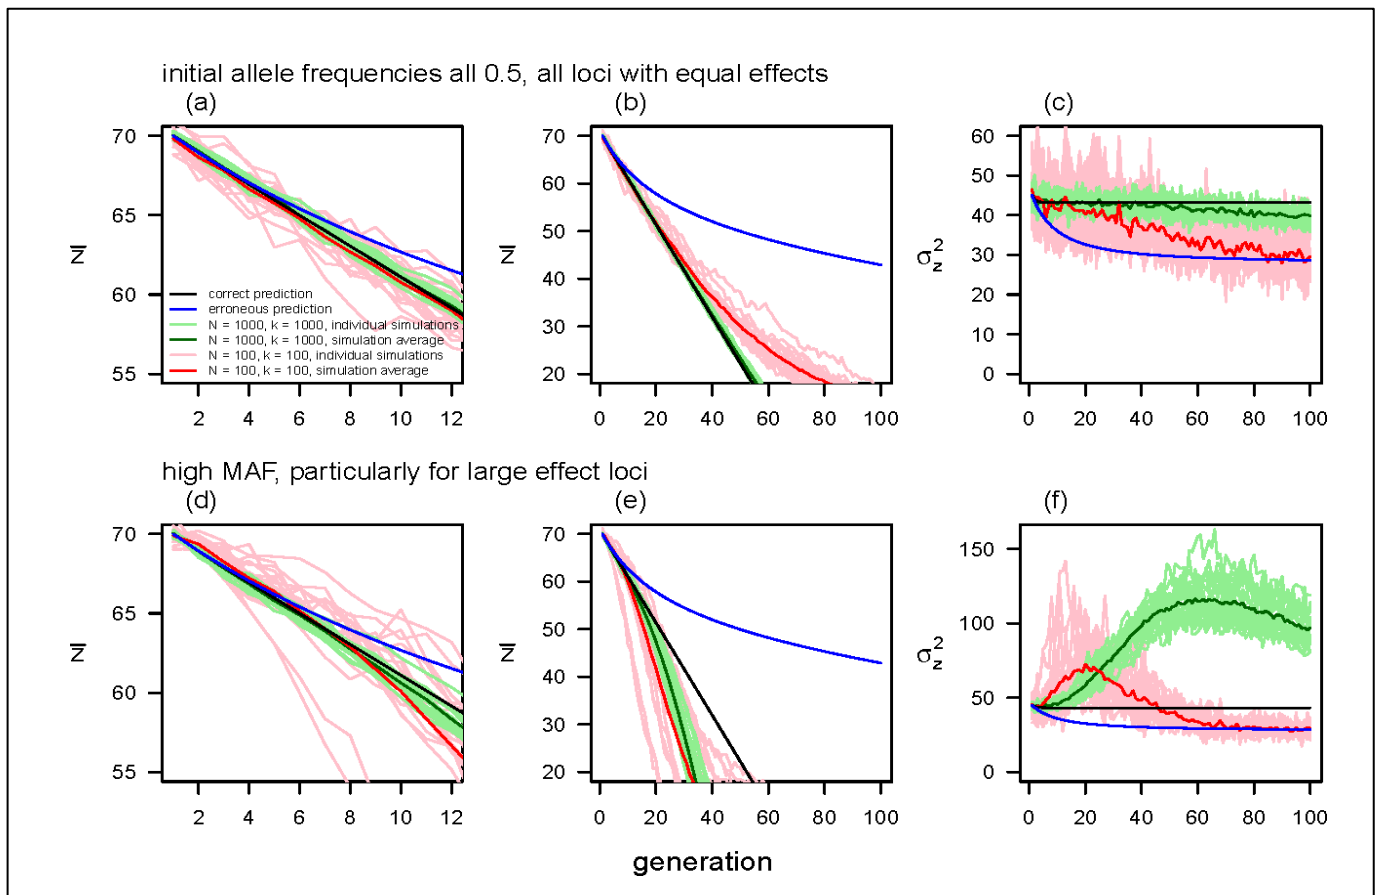 initial allele frequencies all 0.5, all loci with equal effects
(a) (b) (c)
70
65
60
55
z̅
2 4 6 8 10 12
correct prediction
erroneous prediction
N = 1000, k = 1000, individual simulations
N = 1000, k = 1000, simulation average
N = 100, k = 100, individual simulations
N = 100, k = 100, simulation average
70
60
50
40
30
20
z̅
0 20 40 60 80 100
60
50
40
30
20
10
0
σ²z
0 20 40 60 80 100
high MAF, particularly for large effect loci
(d) (e) (f)
70
65
60
55
z̅
2 4 6 8 10 12
70
60
50
40
30
20
z̅
0 20 40 60 80 100
150
100
50
0
σ²z
0 20 40 60 80 100
generation